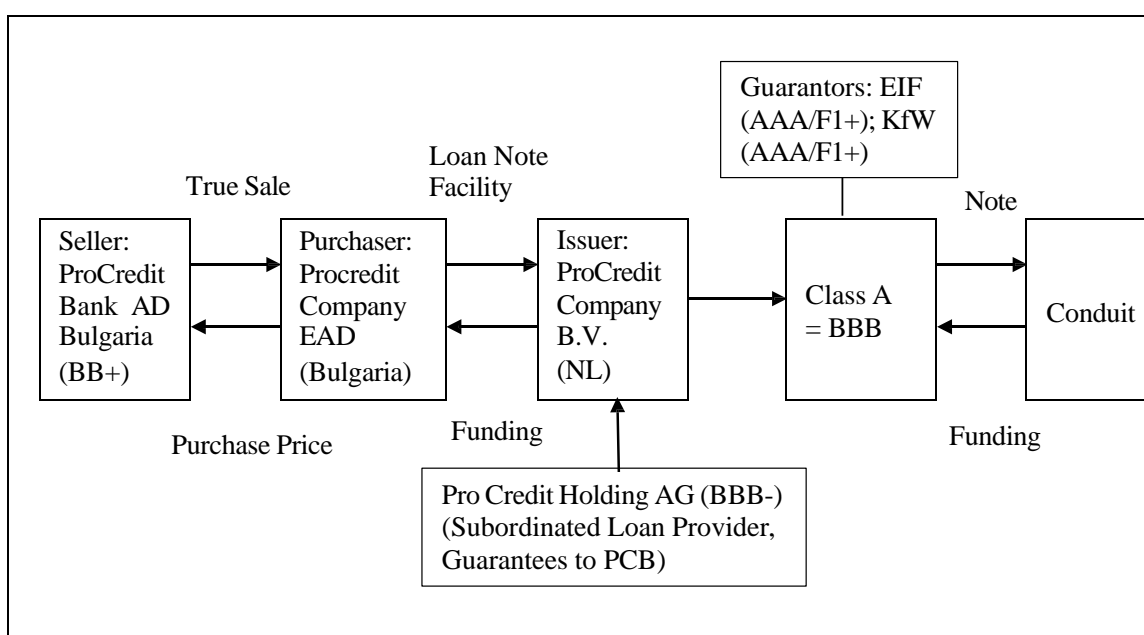 Guarantors: EIF
(AAA/F1+); KfW
(AAA/F1+)
Loan Note
Facility
True Sale
Note
Seller:
ProCredit
Bank AD
Bulgaria
(BB+)
Purchaser:
Procredit
Company
EAD
(Bulgaria)
Issuer:
ProCredit
Company
B.V.
(NL)
Class A
= BBB
Conduit
Purchase Price
Funding
Funding
Pro Credit Holding AG (BBB-)
(Subordinated Loan Provider,
Guarantees to PCB)